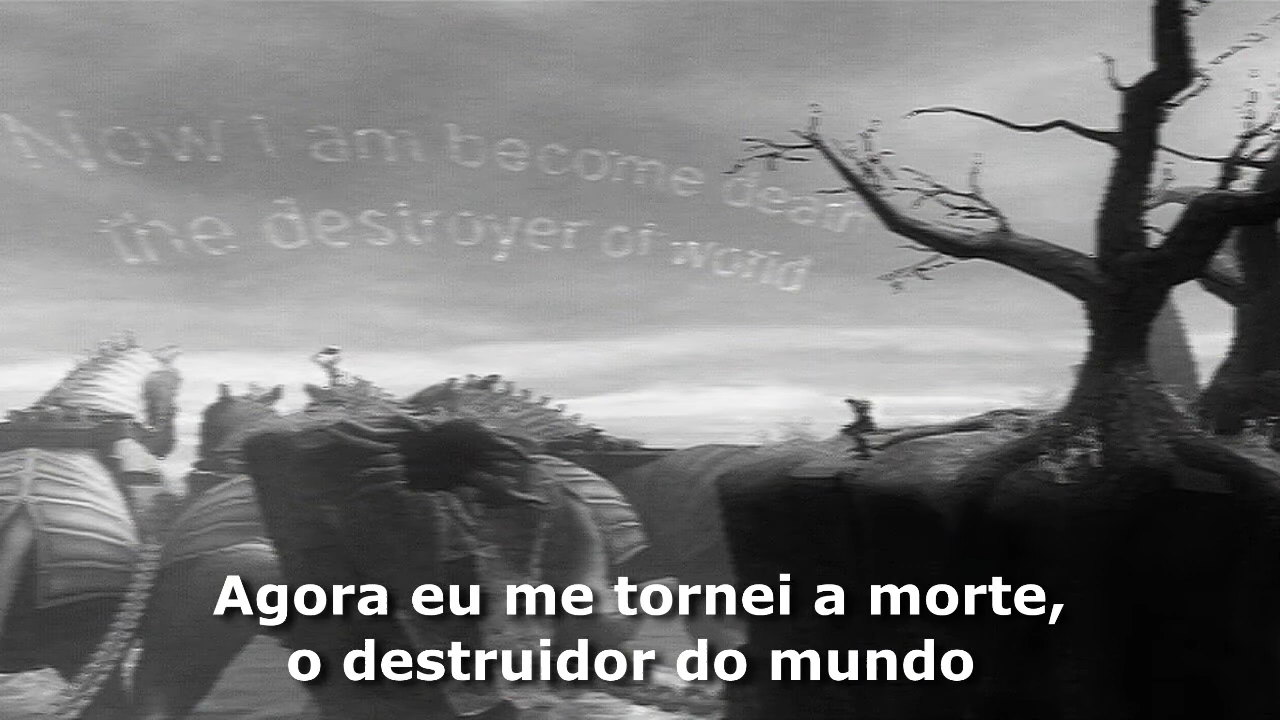 Now i am become death
the destroyer of world
Agora eu me tornei a morte,
o destruidor do mundo